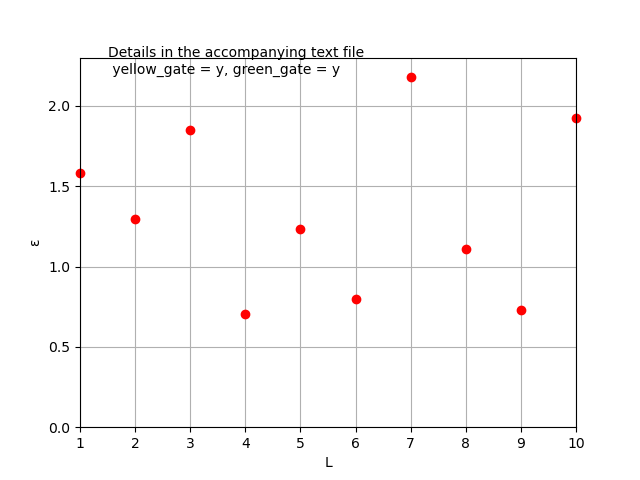 Details in the accompanying text file
yellow_gate = y, green_gate = y
2.0
1.5
1.0
0.5
0.0
ε
1 2 3 4 5 6 7 8 9 10
L